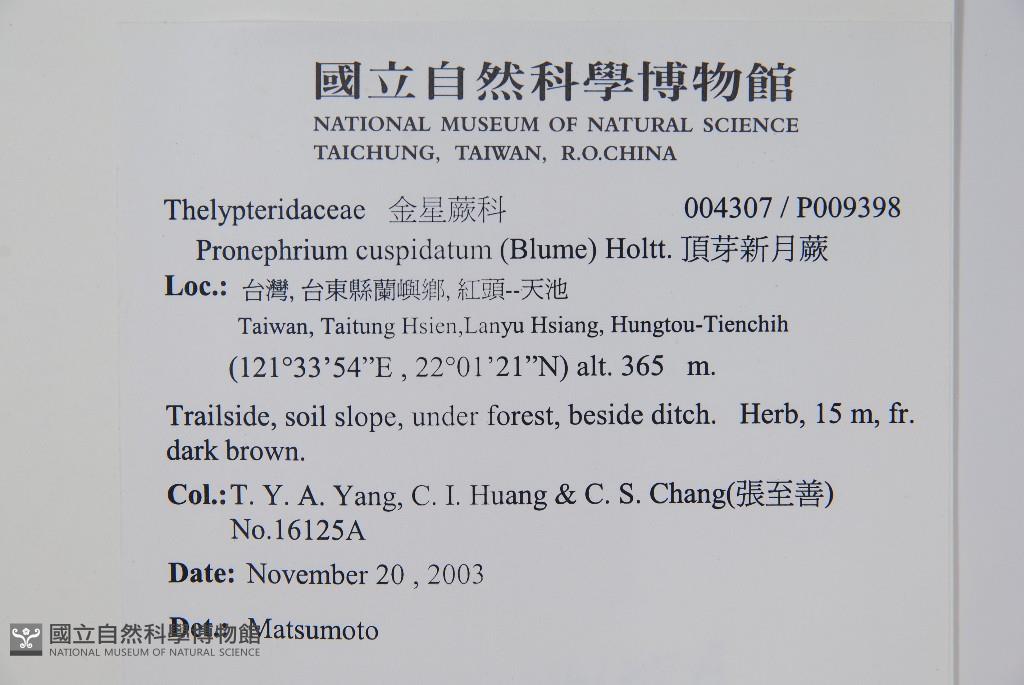 國立自然科學博物館
NATIONAL MUSEUM OF NATURAL SCIENCE
TAICHUNG, TAIWAN, R.O.CHINA
Thelypteridaceae 金星蕨科 004307 / P009398
Pronephrium cuspidatum (Blume) Holtt. 頂芽新月蕨
Loc.: 台灣, 台東縣蘭嶼鄉, 紅頭--天池
Taiwan, Taitung Hsien,Lanyu Hsiang, Hungtou-Tienchih
(121°33’54”E , 22°01’21”N) alt. 365 m.
Trailside, soil slope, under forest, beside ditch. Herb, 15 m, fr.
dark brown.
Col.: T. Y. A. Yang, C. I. Huang & C. S. Chang(張至善)
No.16125A
Date: November 20 , 2003
Det.: Matsumoto
國立自然科學博物館
NATIONAL MUSEUM OF NATURAL SCIENCE